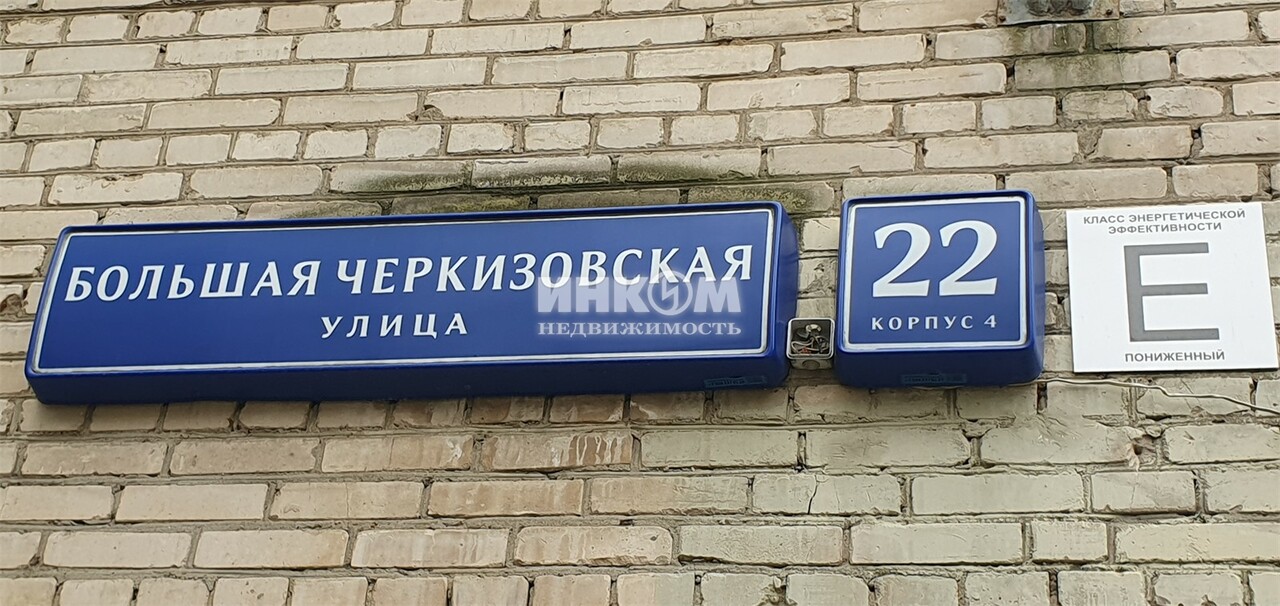 БОЛЬШАЯ ЧЕРКИЗОВСКАЯ
УЛИЦА
ИНКОМ
НЕДВИЖИМОСТЬ
22
КОРПУС 4
КЛАСС ЭНЕРГЕТИЧЕСКОЙ
ЭФФЕКТИВНОСТИ
E
ПОНИЖЕННЫЙ